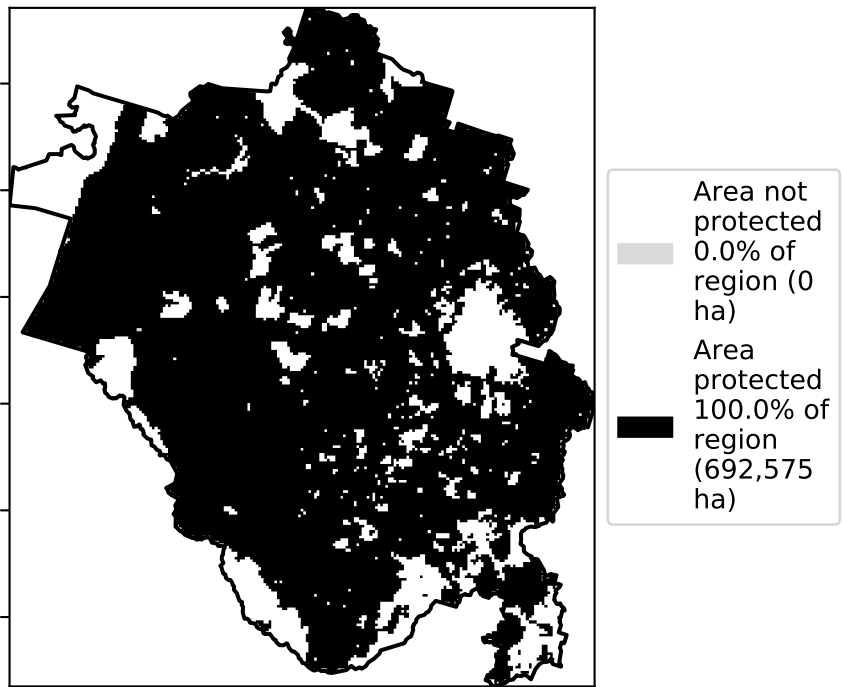 Area not
protected
0.0% of
region (0
ha)
Area
protected
100.0% of
region
(692,575
ha)